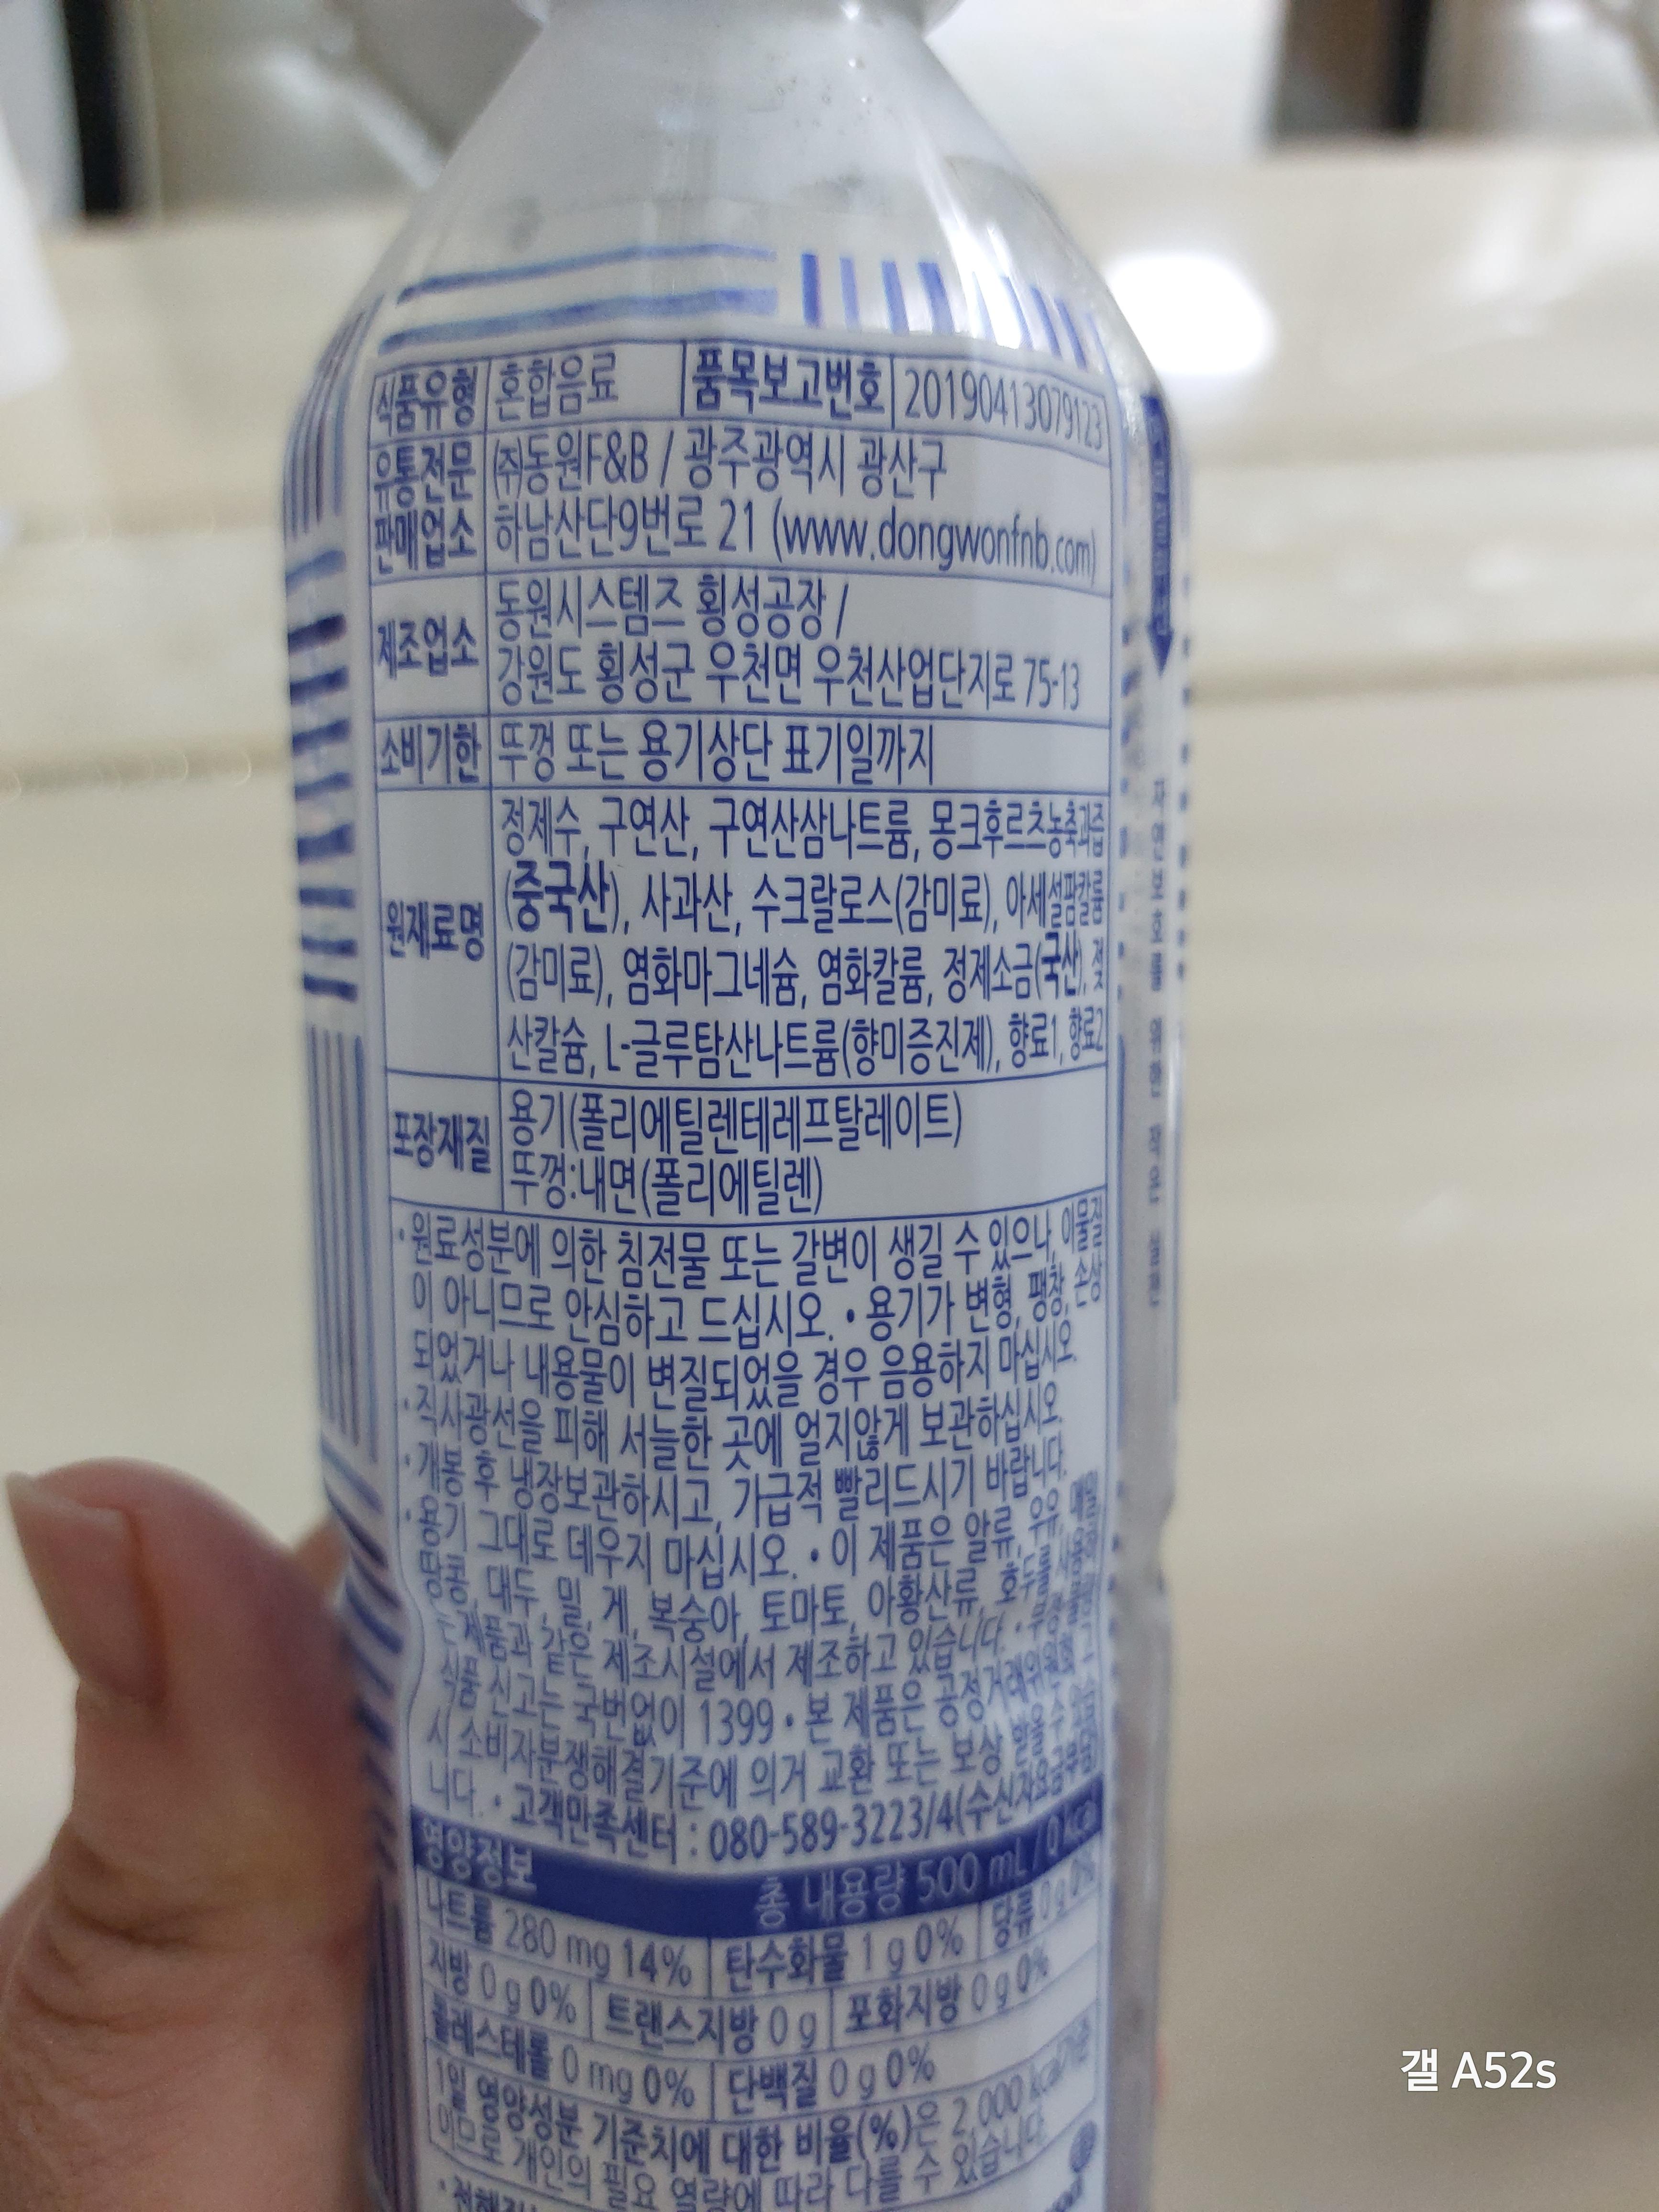 식품유형 혼합음료 품목보고번호 20190413079123
유통전문 ㈜동원F&B / 광주광역시 광산구
판매업소 하남산단9번로 21 (www.dongwonfnb.com)
제조업소 동원시스템즈 횡성공장 /
강원도 횡성군 우천면 우천산업단지로 75-13
소비기한 뚜껑 또는 용기상단 표기일까지
원재료명 정제수, 구연산, 구연산삼나트륨, 몽크후르츠농축과즙
(중국산), 사과산, 수크랄로스(감미료), 아세설팜칼륨
(감미료), 염화마그네슘, 염화칼륨, 정제소금(국산), 젖
산칼슘, L-글루탐산나트륨(향미증진제), 향료1, 향료2
포장재질 용기(폴리에틸렌테레프탈레이트)
뚜껑:내면(폴리에틸렌)
·원료성분에 의한 침전물 또는 갈변이 생길 수 있으나, 이물질
이 아니므로 안심하고 드십시오. • 용기가 변형, 팽창, 손상
되었거나 내용물이 변질되었을 경우 음용하지 마십시오.
·직사광선을 피해 서늘한 곳에 얼지않게 보관하십시오.
·개봉 후 냉장보관하시고, 가급적 빨리드시기 바랍니다.
·용기 그대로 데우지 마십시오. • 이 제품은 알류, 우유, 메밀,
땅콩, 대두, 밀, 게, 복숭아, 토마토, 아황산류, 호두를 사용하
는 제품과 같은 제조시설에서 제조하고 있습니다. • 부정·불량
식품 신고는 국번없이 1399 • 본 제품은 공정거래위원회 고
시 소비자분쟁해결기준에 의거 교환 또는 보상 받을 수 있습
니다. • 고객만족센터 : 080-589-3223/4(수신자요금부담)
영양정보 총 내용량 500 mL / 0 kcal
나트륨 280 mg 14% 탄수화물 1 g 0% 당류 0 g 0%
지방 0 g 0% 트랜스지방 0 g 포화지방 0 g 0%
콜레스테롤 0 mg 0% 단백질 0 g 0%
1일 영양성분 기준치에 대한 비율(%)은 2,000 kcal기준
이므로 개인의 필요 열량에 따라 다를 수 있습니다.
갤 A52s